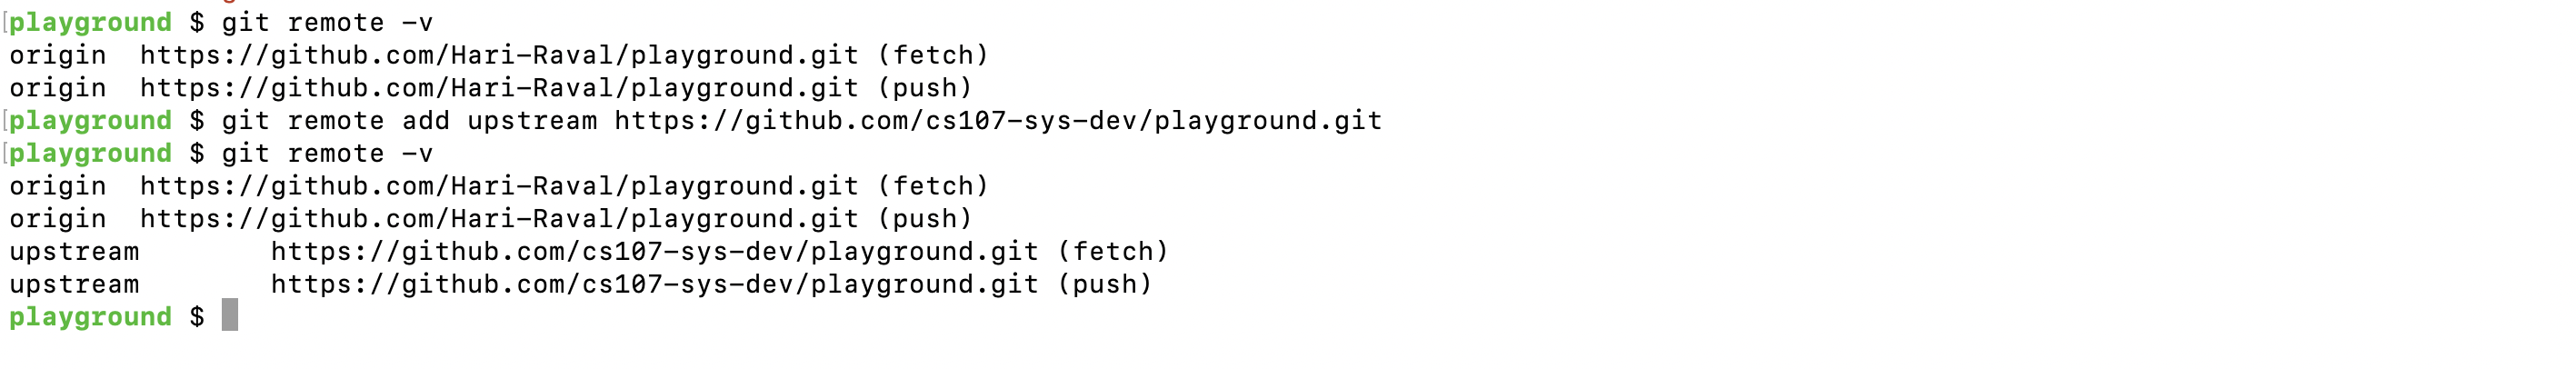 playground $ git remote -v
origin  https://github.com/Hari-Raval/playground.git (fetch)
origin  https://github.com/Hari-Raval/playground.git (push)
playground $ git remote add upstream https://github.com/cs107-sys-dev/playground.git
playground $ git remote -v
origin  https://github.com/Hari-Raval/playground.git (fetch)
origin  https://github.com/Hari-Raval/playground.git (push)
upstream        https://github.com/cs107-sys-dev/playground.git (fetch)
upstream        https://github.com/cs107-sys-dev/playground.git (push)
playground $